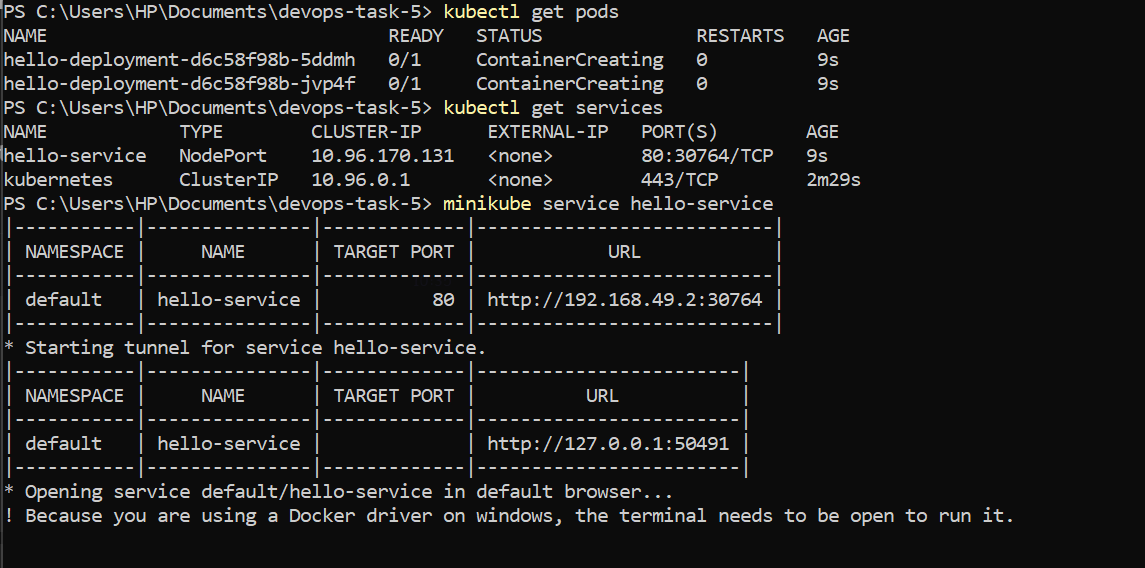 PS C:\Users\HP\Documents\devops-task-5> kubectl get pods
NAME                               READY   STATUS              RESTARTS   AGE
hello-deployment-d6c58f98b-5ddmh   0/1     ContainerCreating   0          9s
hello-deployment-d6c58f98b-jvp4f   0/1     ContainerCreating   0          9s
PS C:\Users\HP\Documents\devops-task-5> kubectl get services
NAME            TYPE        CLUSTER-IP      EXTERNAL-IP   PORT(S)        AGE
hello-service   NodePort    10.96.170.131   <none>        80:30764/TCP   9s
kubernetes      ClusterIP   10.96.0.1       <none>        443/TCP        2m29s
PS C:\Users\HP\Documents\devops-task-5> minikube service hello-service
|-----------|---------------|-------------|---------------------------|
| NAMESPACE |     NAME      | TARGET PORT |            URL            |
|-----------|---------------|-------------|---------------------------|
| default   | hello-service |          80 | http://192.168.49.2:30764 |
|-----------|---------------|-------------|---------------------------|
* Starting tunnel for service hello-service.
|-----------|---------------|-------------|------------------------|
| NAMESPACE |     NAME      | TARGET PORT |          URL           |
|-----------|---------------|-------------|------------------------|
| default   | hello-service |             | http://127.0.0.1:50491 |
|-----------|---------------|-------------|------------------------|
* Opening service default/hello-service in default browser...
! Because you are using a Docker driver on windows, the terminal needs to be open to run it.